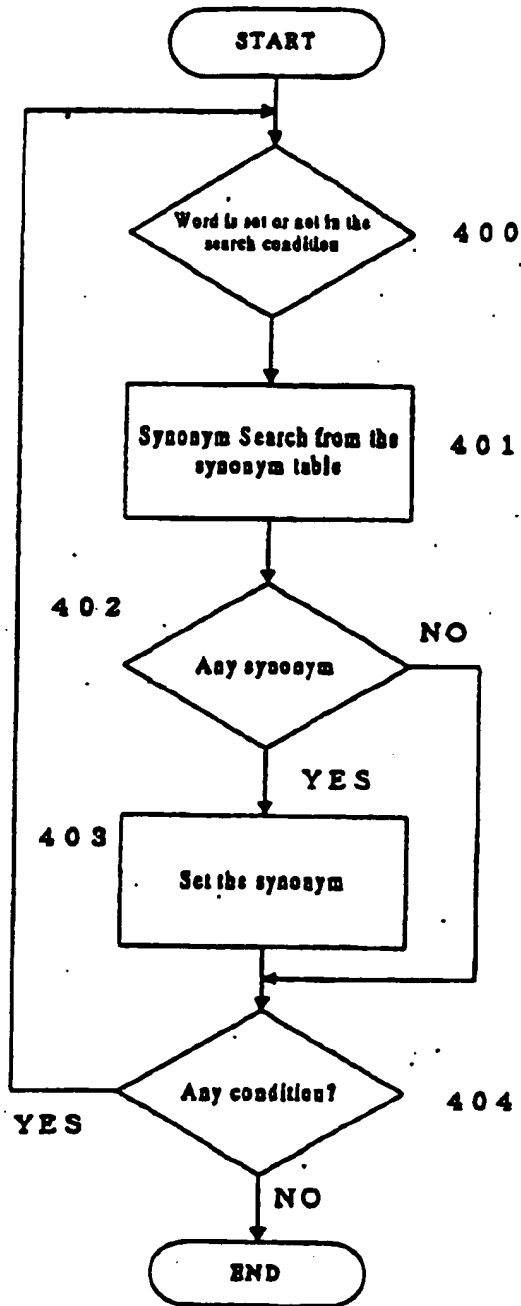 START
Word is set or not in the
search condition
400
Synonym Search from the
synonym table
401
402
Any synonym
NO
YES
403
Set the synonym
Any condition?
404
YES
NO
END